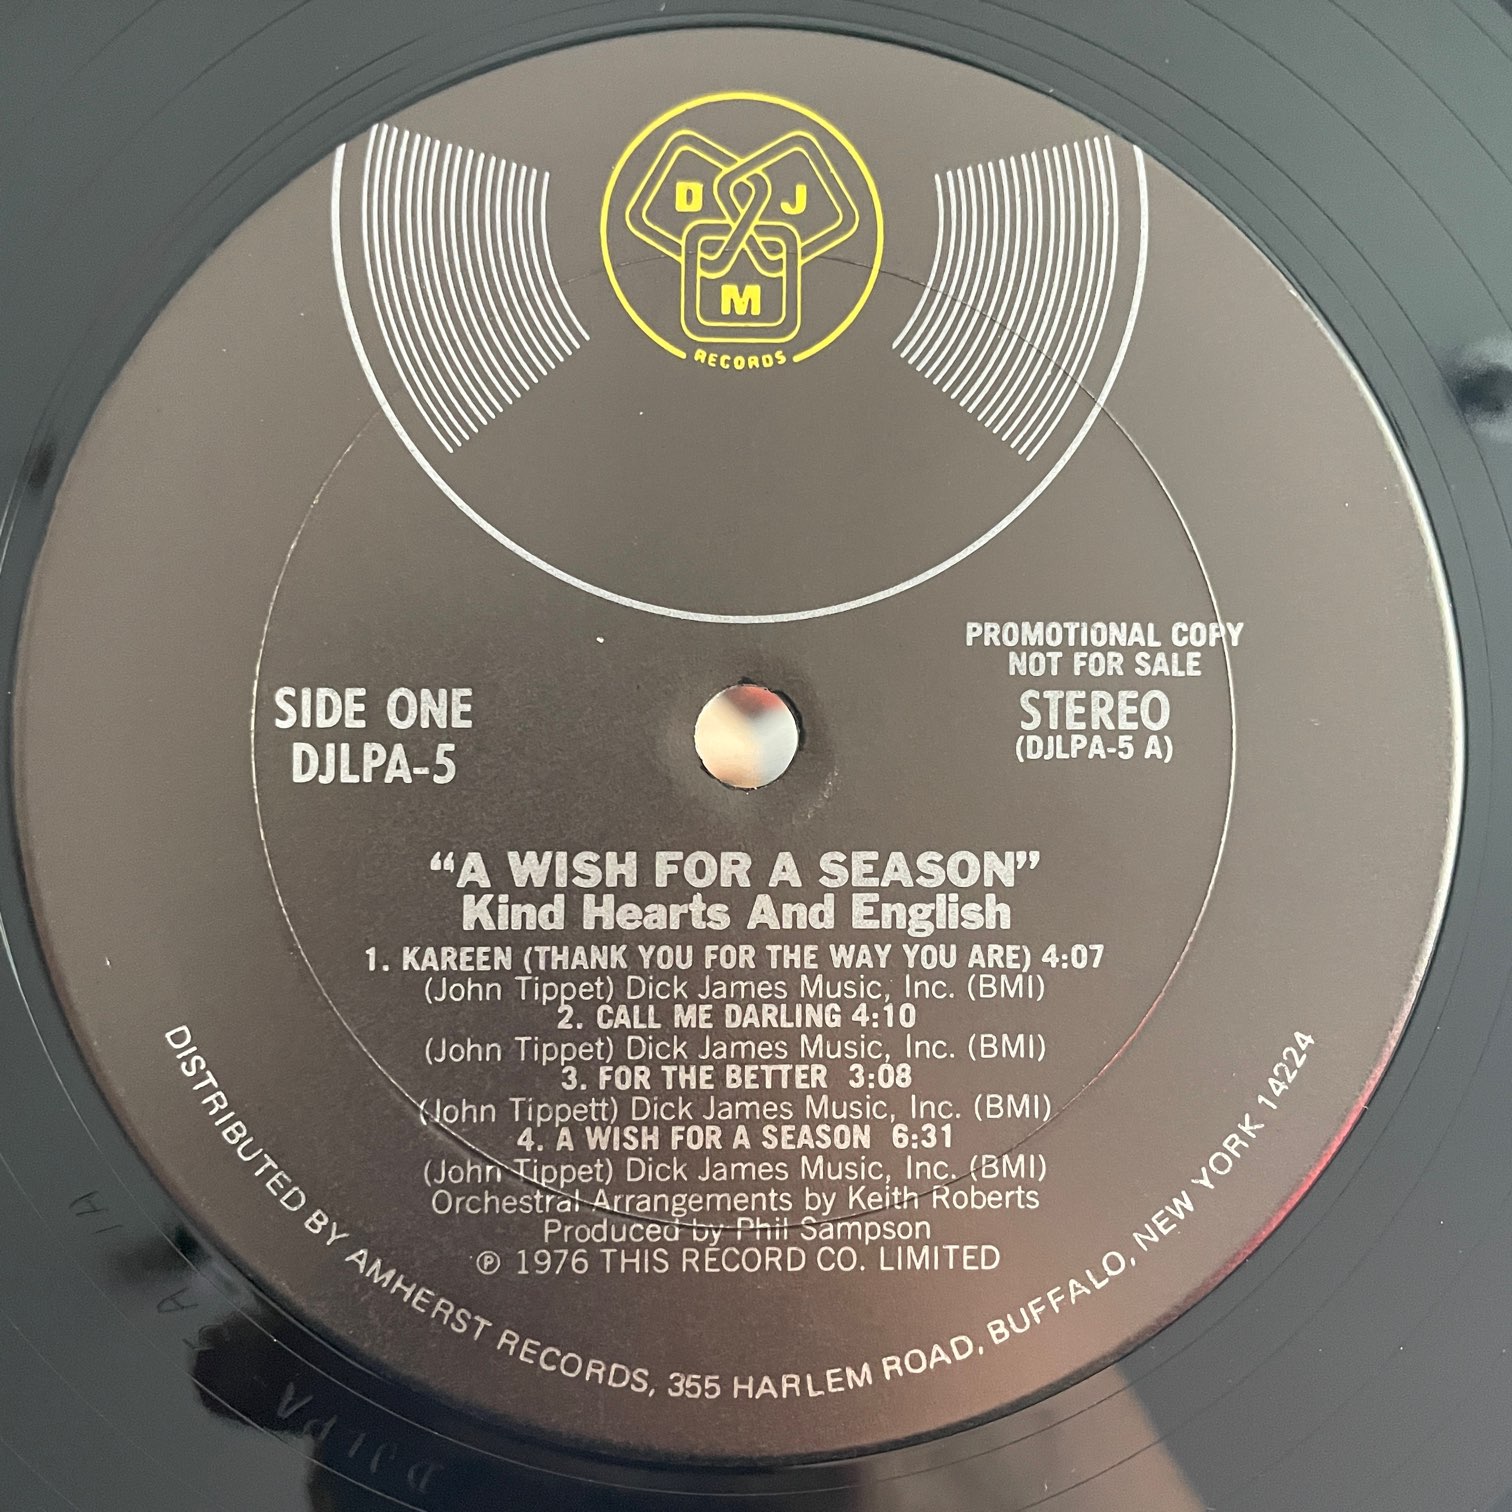 D J
M
RECORDS
PROMOTIONAL COPY
NOT FOR SALE
SIDE ONE
DJLPA-5
STEREO
(DJLPA-5 A)
“A WISH FOR A SEASON”
Kind Hearts And English
1. KAREEN (THANK YOU FOR THE WAY YOU ARE) 4:07
(John Tippet) Dick James Music, Inc. (BMI)
2. CALL ME DARLING 4:10
(John Tippet) Dick James Music, Inc. (BMI)
3. FOR THE BETTER 3:08
(John Tippett) Dick James Music, Inc. (BMI)
4. A WISH FOR A SEASON 6:31
(John Tippet) Dick James Music, Inc. (BMI)
Orchestral Arrangements by Keith Roberts
Produced by Phil Sampson
℗ 1976 THIS RECORD CO. LIMITED
DISTRIBUTED BY AMHERST RECORDS, 355 HARLEM ROAD, BUFFALO, NEW YORK 14224
DJLPA